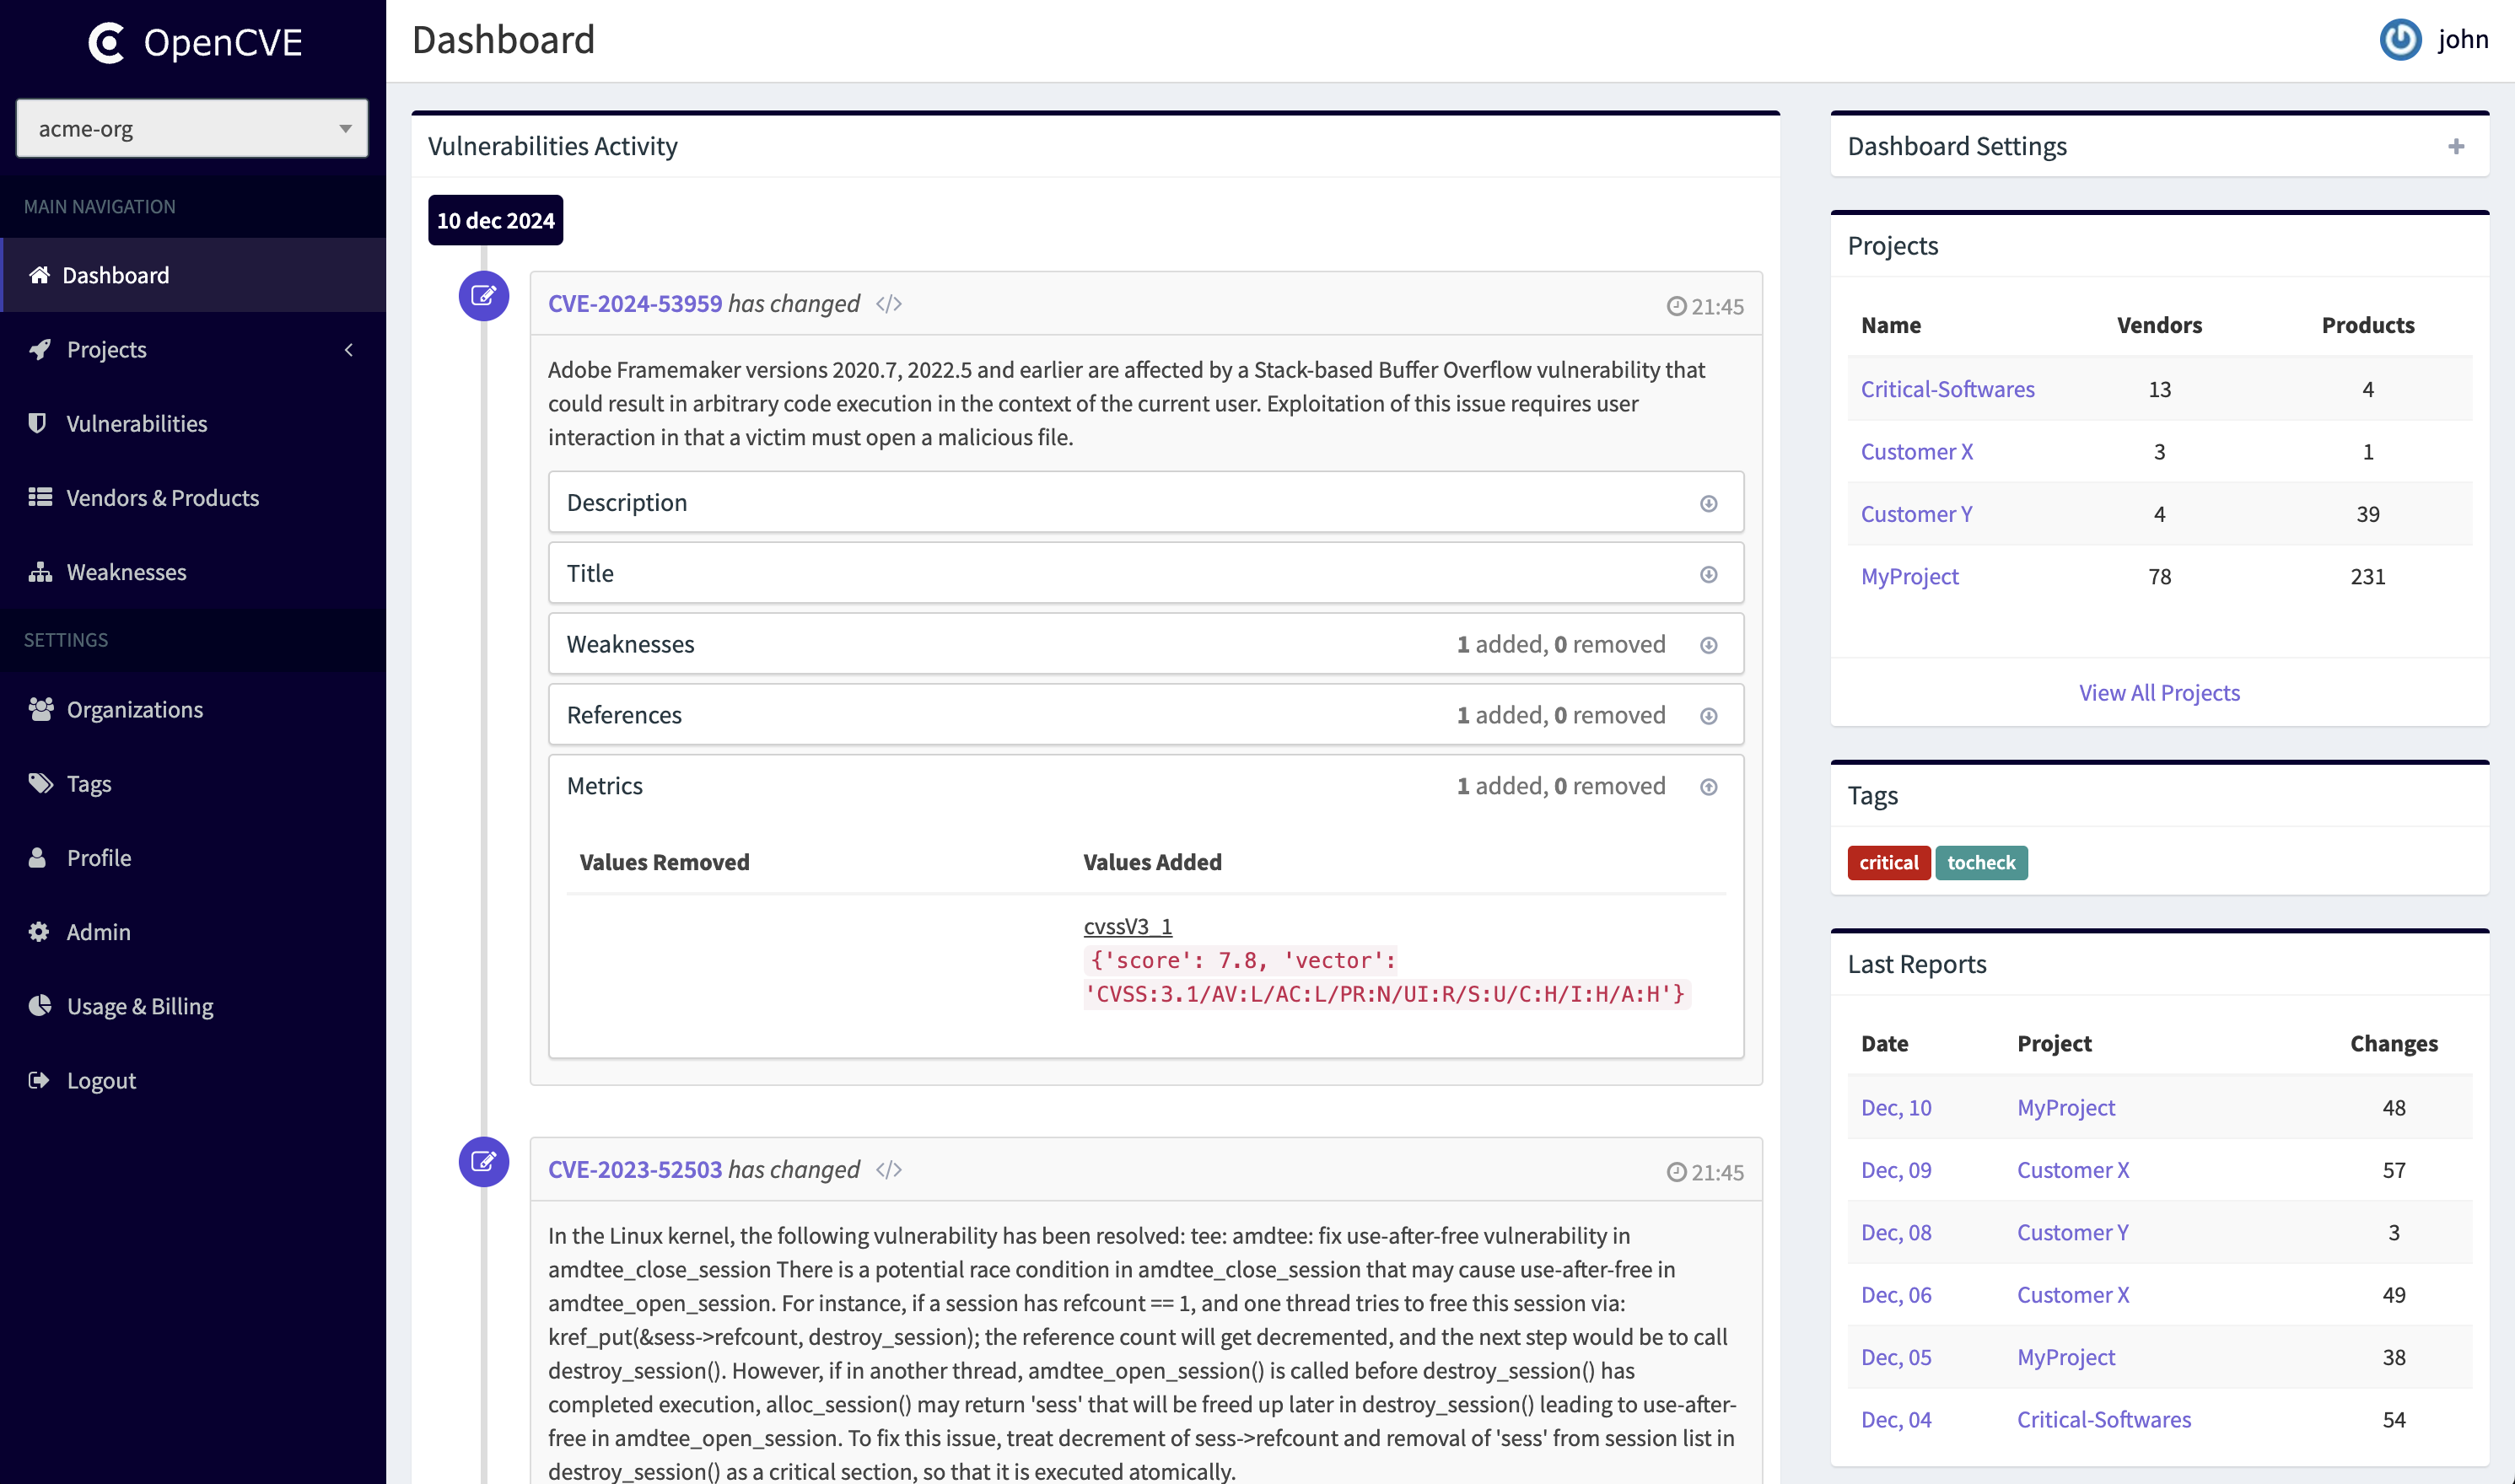 OpenCVE
acme-org
MAIN NAVIGATION
Dashboard
Projects
Vulnerabilities
Vendors & Products
Weaknesses
SETTINGS
Organizations
Tags
Profile
Admin
Usage & Billing
Logout
Dashboard
john
Vulnerabilities Activity
10 dec 2024
CVE-2024-53959 has changed </> 21:45
Adobe Framemaker versions 2020.7, 2022.5 and earlier are affected by a Stack-based Buffer Overflow vulnerability that
could result in arbitrary code execution in the context of the current user. Exploitation of this issue requires user
interaction in that a victim must open a malicious file.
Description
Title
Weaknesses 1 added, 0 removed
References 1 added, 0 removed
Metrics 1 added, 0 removed
Values Removed Values Added
cvssV3_1
{'score': 7.8, 'vector':
'CVSS:3.1/AV:L/AC:L/PR:N/UI:R/S:U/C:H/I:H/A:H'}
CVE-2023-52503 has changed </> 21:45
In the Linux kernel, the following vulnerability has been resolved: tee: amdtee: fix use-after-free vulnerability in
amdtee_close_session There is a potential race condition in amdtee_close_session that may cause use-after-free in
amdtee_open_session. For instance, if a session has refcount == 1, and one thread tries to free this session via:
kref_put(&sess->refcount, destroy_session); the reference count will get decremented, and the next step would be to call
destroy_session(). However, if in another thread, amdtee_open_session() is called before destroy_session() has
completed execution, alloc_session() may return 'sess' that will be freed up later in destroy_session() leading to use-after-
free in amdtee_open_session. To fix this issue, treat decrement of sess->refcount and removal of 'sess' from session list in
destroy_session() as a critical section, so that it is executed atomically.
Dashboard Settings
Projects
Name Vendors Products
Critical-Softwares 13 4
Customer X 3 1
Customer Y 4 39
MyProject 78 231
View All Projects
Tags
critical tocheck
Last Reports
Date Project Changes
Dec, 10 MyProject 48
Dec, 09 Customer X 57
Dec, 08 Customer Y 3
Dec, 06 Customer X 49
Dec, 05 MyProject 38
Dec, 04 Critical-Softwares 54